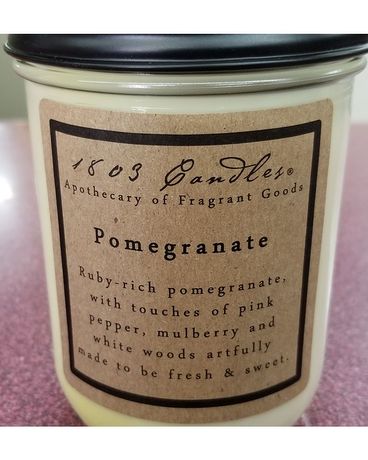 1803 Candles®
Apothecary of Fragrant Goods
Pomegranate
Ruby-rich pomegranate,
with touches of pink
pepper, mulberry and
white woods artfully
made to be fresh & sweet.